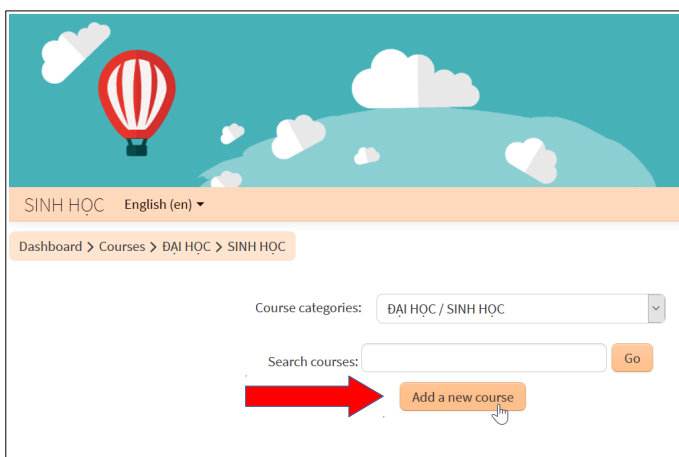 SINH HỌC English (en)
Dashboard > Courses > ĐẠI HỌC > SINH HỌC
Course categories: ĐẠI HỌC / SINH HỌC
Search courses: Go
Add a new course